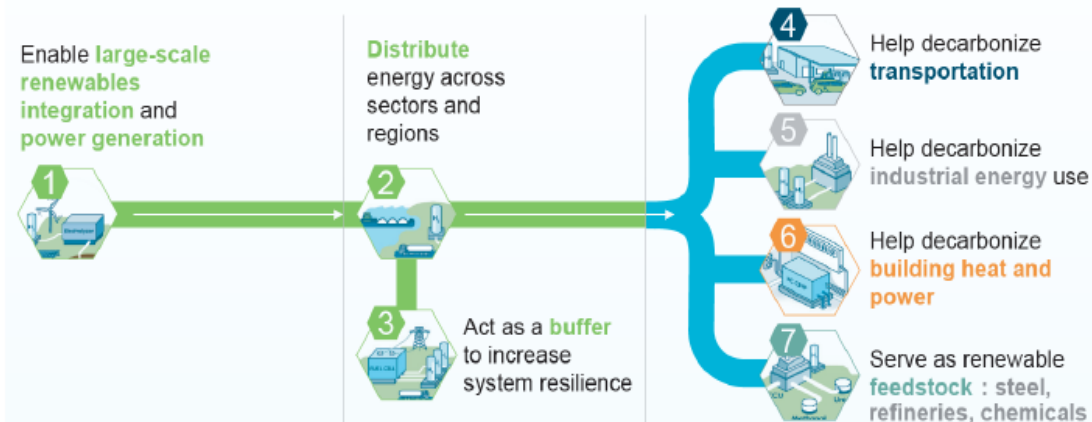 1
Enable large-scale
renewables
integration and
power generation
2
Distribute
energy across
sectors and
regions
3
Act as a buffer
to increase
system resilience
4
Help decarbonize
transportation
5
Help decarbonize
industrial energy use
6
Help decarbonize
building heat and
power
7
Serve as renewable
feedstock : steel,
refineries, chemicals